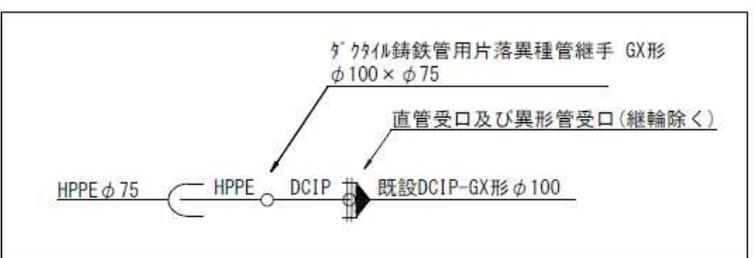 ﾀﾞｸﾀｲﾙ鋳鉄管用片落異種管継手 GX形
φ100×φ75
直管受口及び異形管受口(継輪除く)
HPPEφ75 HPPE DCIP 既設DCIP-GX形φ100